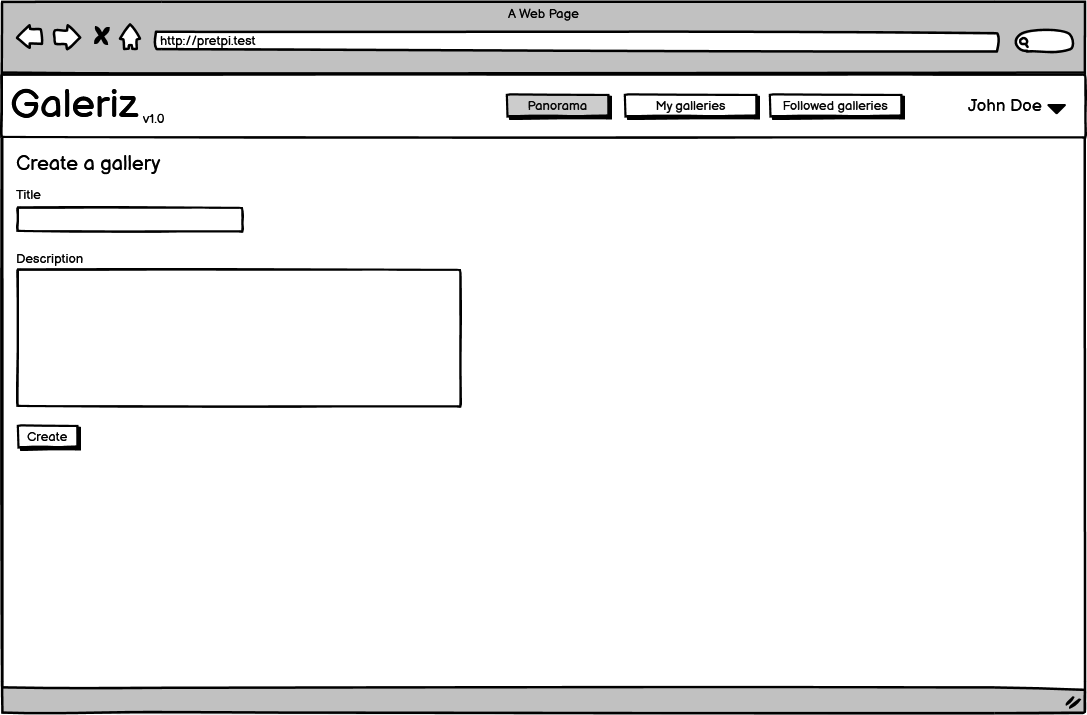 A Web Page
http://pretpi.test
Galeriz v1.0
Panorama
My galleries
Followed galleries
John Doe
Create a gallery
Title
Description
Create